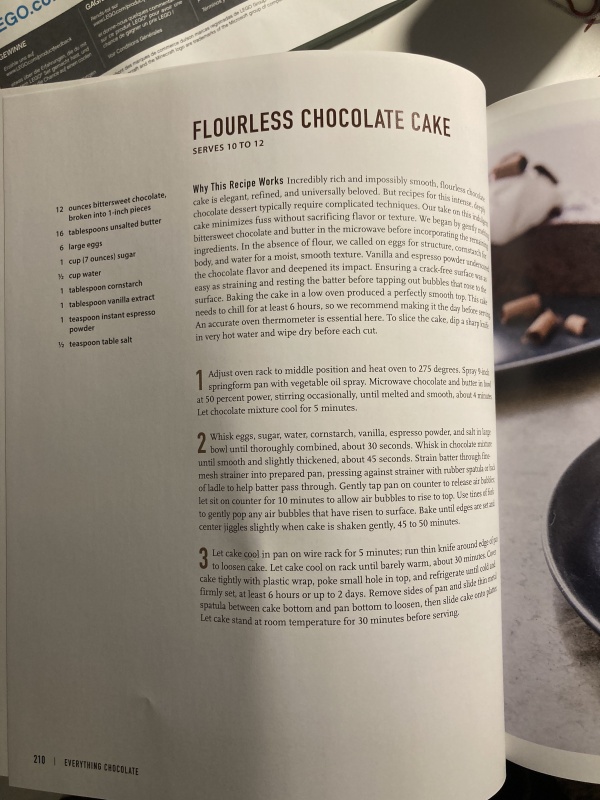 EGO.com
GEWINNE
FLOURLESS CHOCOLATE CAKE
SERVES 10 TO 12
12 ounces bittersweet chocolate,
broken into 1-inch pieces
16 tablespoons unsalted butter
6 large eggs
1 cup (7 ounces) sugar
½ cup water
1 tablespoon cornstarch
1 tablespoon vanilla extract
1 teaspoon instant espresso
powder
½ teaspoon table salt
Why This Recipe Works Incredibly rich and impossibly smooth, flourless chocolate
cake is elegant, refined, and universally beloved. But recipes for this intense, deeply
chocolate dessert typically require complicated techniques. Our take on this
cake minimizes fuss without sacrificing flavor or texture. We began by gently
bittersweet chocolate and butter in the microwave before incorporating the remaining
ingredients. In the absence of flour, we called on eggs for structure, cornstarch for
body, and water for a moist, smooth texture. Vanilla and espresso powder
the chocolate flavor and deepened its impact. Ensuring a crack-free surface was as
easy as straining and resting the batter before tapping out bubbles that rose to the
surface. Baking the cake in a low oven produced a perfectly smooth top. This cake
needs to chill for at least 6 hours, so we recommend making it the day before serving.
An accurate oven thermometer is essential here. To slice the cake, dip a sharp knife
in very hot water and wipe dry before each cut.
1 Adjust oven rack to middle position and heat oven to 275 degrees. Spray 9-inch
springform pan with vegetable oil spray. Microwave chocolate and butter in bowl
at 50 percent power, stirring occasionally, until melted and smooth, about 4 minutes.
Let chocolate mixture cool for 5 minutes.
2 Whisk eggs, sugar, water, cornstarch, vanilla, espresso powder, and salt in large
bowl until thoroughly combined, about 30 seconds. Whisk in chocolate mixture
until smooth and slightly thickened, about 45 seconds. Strain batter through fine-
mesh strainer into prepared pan, pressing against strainer with rubber spatula or back
of ladle to help batter pass through. Gently tap pan on counter to release air bubbles,
let sit on counter for 10 minutes to allow air bubbles to rise to top. Use tines of fork
to gently pop any air bubbles that have risen to surface. Bake until edges are set and
center jiggles slightly when cake is shaken gently, 45 to 50 minutes.
3 Let cake cool in pan on wire rack for 5 minutes; run thin knife around edge of pan
to loosen cake. Let cake cool on rack until barely warm, about 30 minutes. Cover
cake tightly with plastic wrap, poke small hole in top, and refrigerate until cold and
firmly set, at least 6 hours or up to 2 days. Remove sides of pan and slide thin metal
spatula between cake bottom and pan bottom to loosen, then slide cake onto platter.
Let cake stand at room temperature for 30 minutes before serving.
210 | EVERYTHING CHOCOLATE